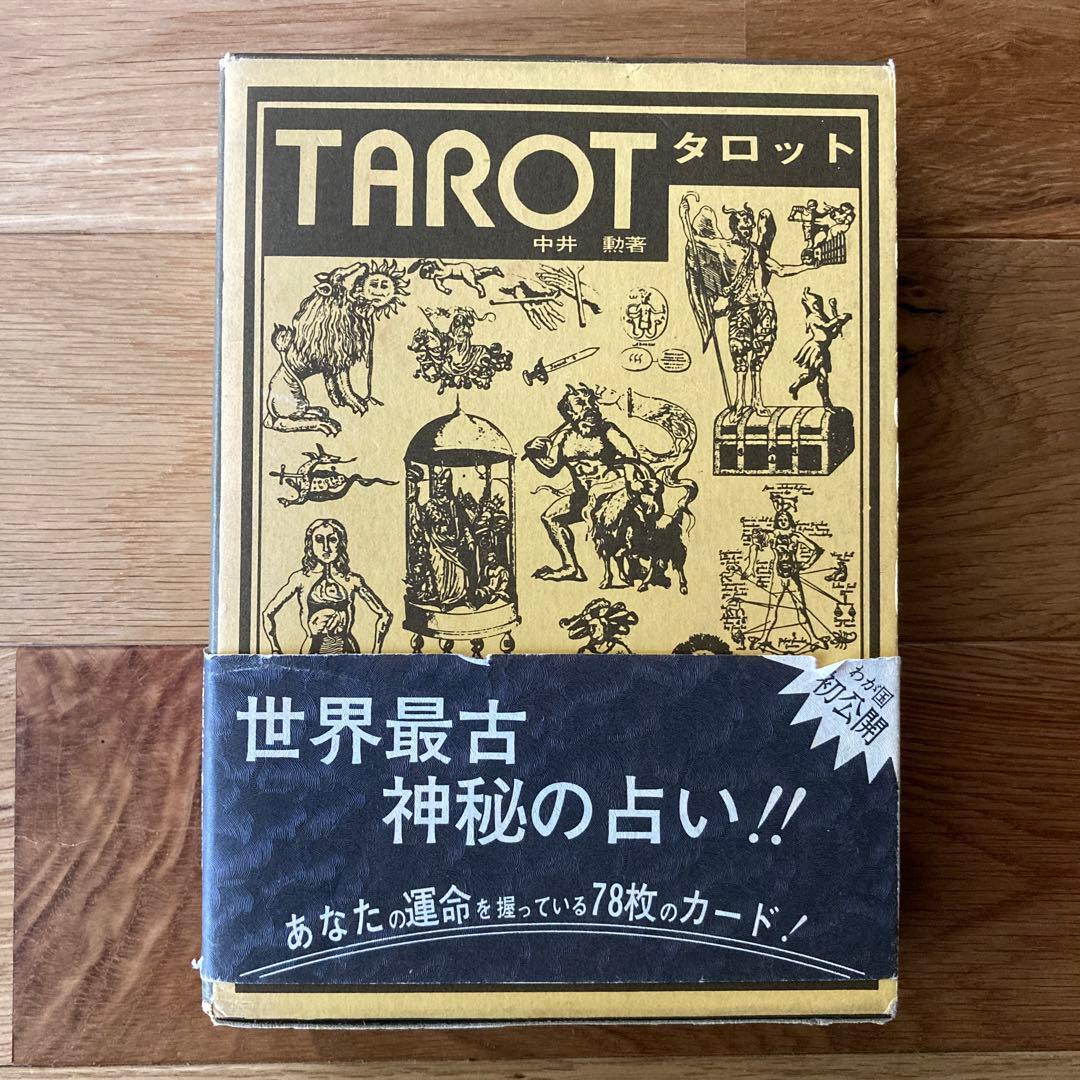 TAROT
タロット
中井 勲著
わが国
初公開
世界最古
神秘の占い!!
あなたの運命を握っている78枚のカード!